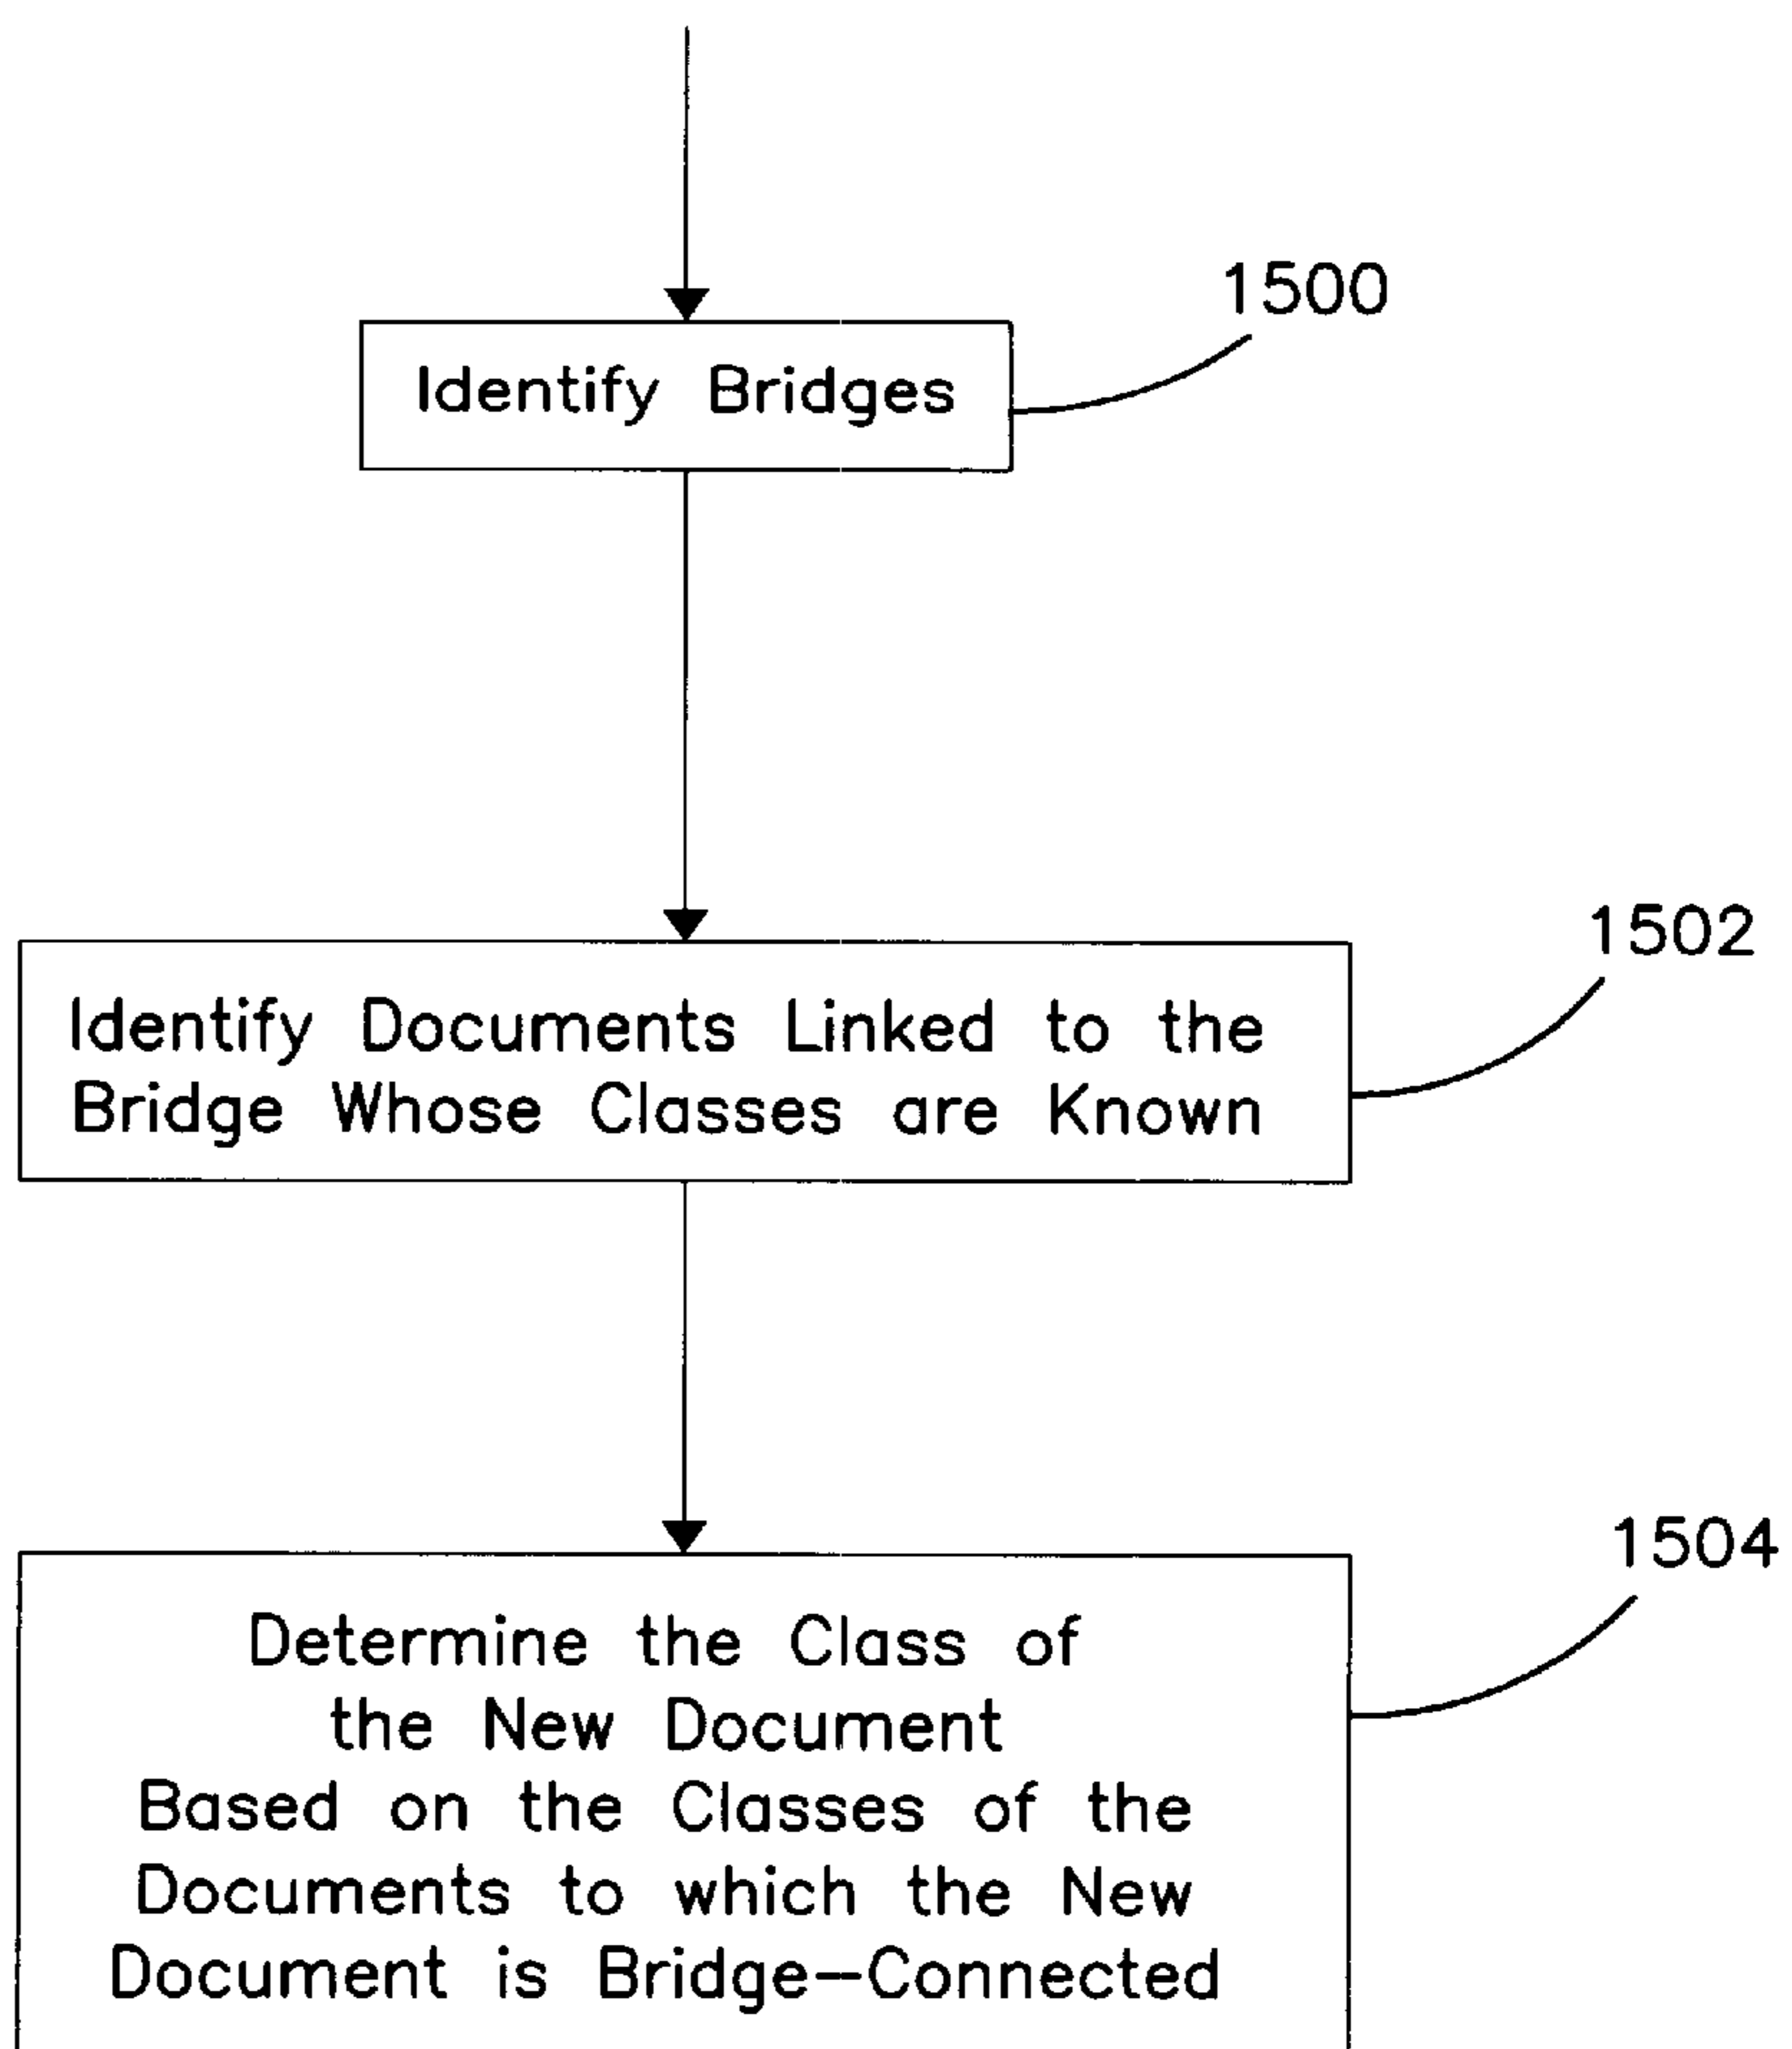 1500
Identify Bridges
1502
Identify Documents Linked to the
Bridge Whose Classes are Known
1504
Determine the Class of
the New Document
Based on the Classes of the
Documents to which the New
Document is Bridge–Connected